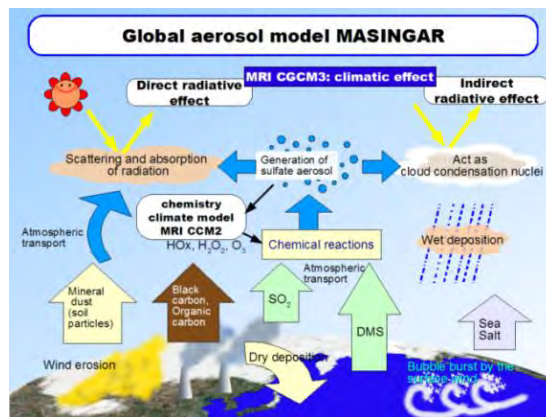 Global aerosol model MASINGAR
Direct radiative
effect
MRI CGCM3: climatic effect
Indirect
radiative effect
Scattering and absorption
of radiation
Generation of
sulfate aerosol
Act as
cloud condensation nuclei
chemistry
climate model
MRI CCM2
HOx, H₂O₂, O₃
Chemical reactions
Atmospheric
transport
Atmospheric
transport
Wet deposition
Mineral
dust (soil
particles)
Black
carbon,
Organic
carbon
SO₂
DMS
Sea
Salt
Wind erosion
Dry deposition
Bubble burst by the
surface wind